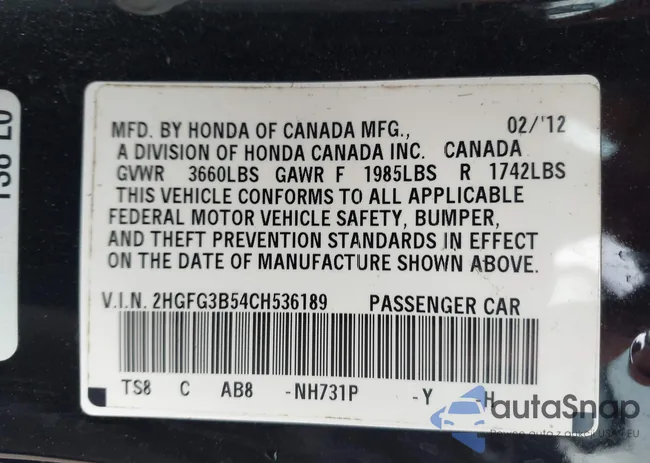 MFD. BY HONDA OF CANADA MFG., 02/'12
A DIVISION OF HONDA CANADA INC. CANADA
GVWR 3660LBS GAWR F 1985LBS R 1742LBS
THIS VEHICLE CONFORMS TO ALL APPLICABLE
FEDERAL MOTOR VEHICLE SAFETY, BUMPER,
AND THEFT PREVENTION STANDARDS IN EFFECT
ON THE DATE OF MANUFACTURE SHOWN ABOVE.
V.I.N. 2HGFG3B54CH536189 PASSENGER CAR
TS8 C AB8 -NH731P -Y -H
autaSnap